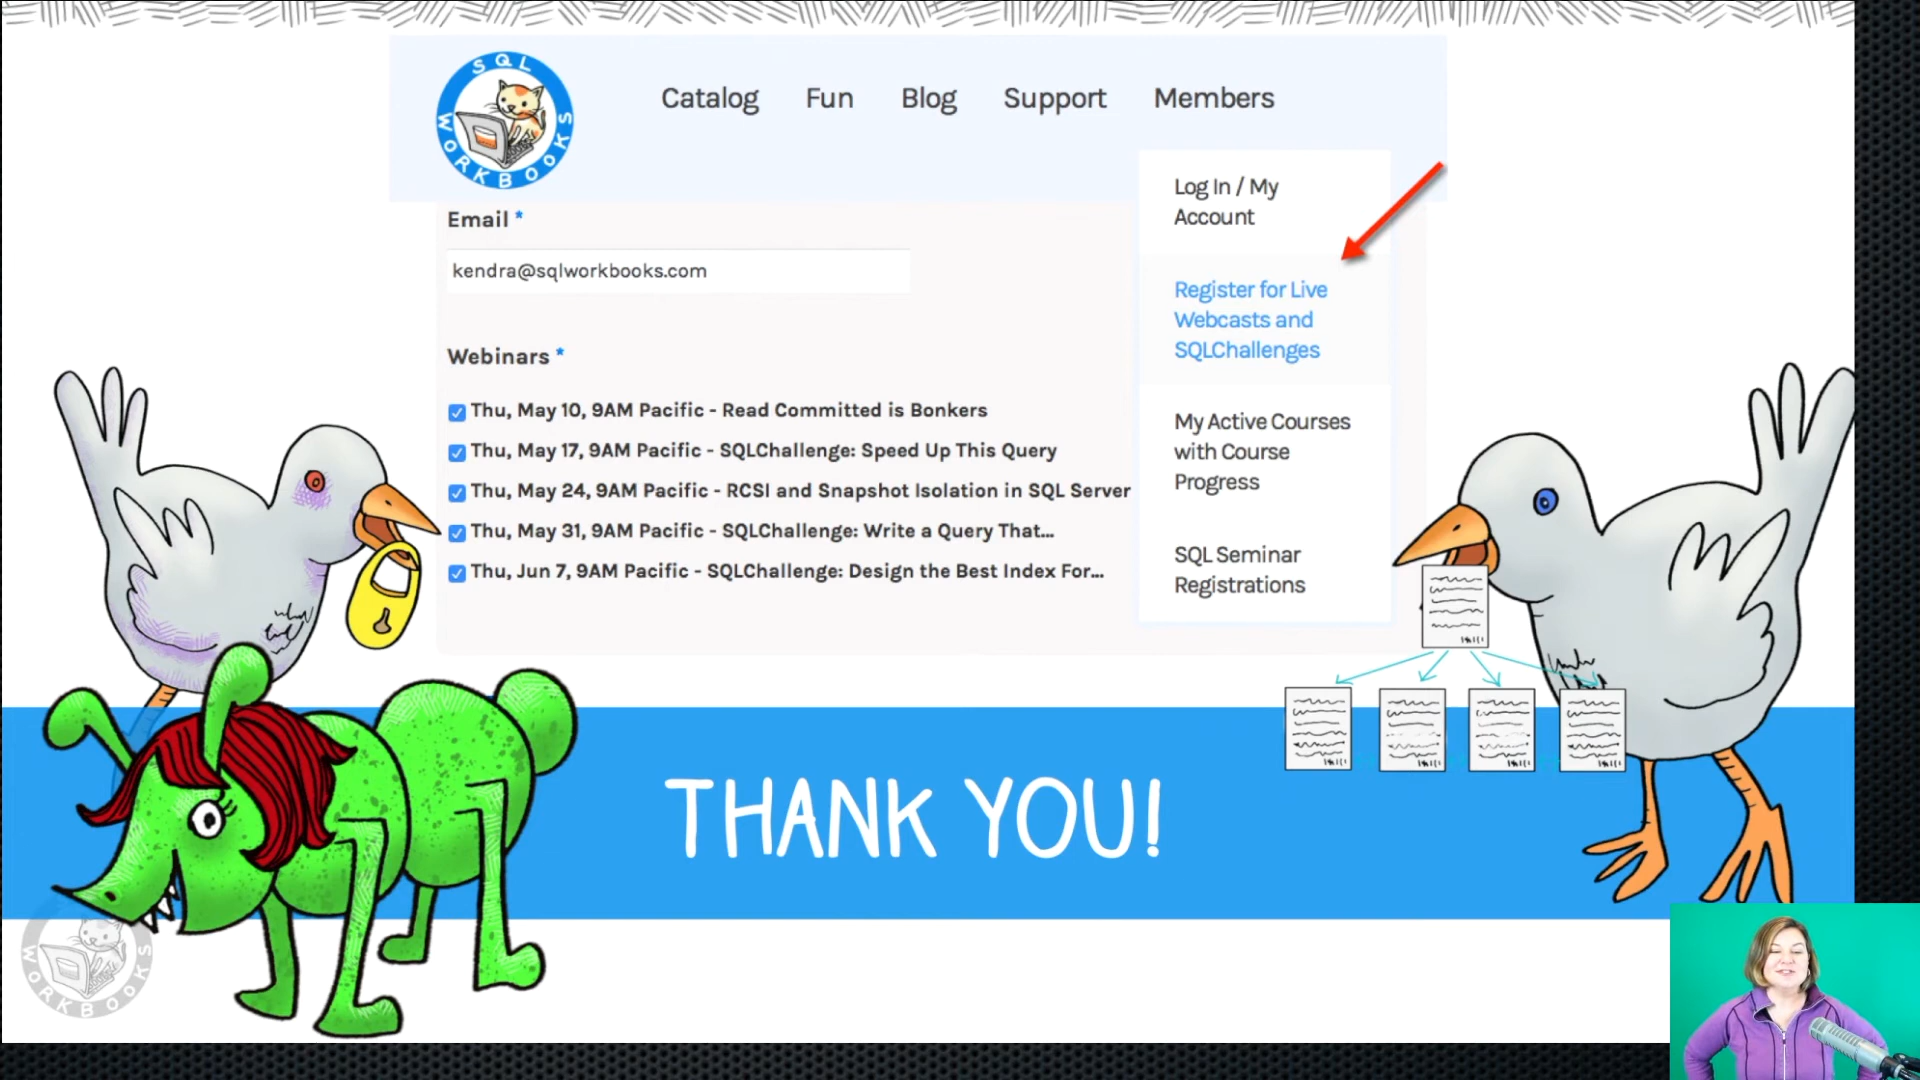 SQL WORKBOOKS
Catalog Fun Blog Support Members
Log In / My
Account
Register for Live
Webcasts and
SQLChallenges
My Active Courses
with Course
Progress
SQL Seminar
Registrations
Email *
kendra@sqlworkbooks.com
Webinars *
Thu, May 10, 9AM Pacific - Read Committed is Bonkers
Thu, May 17, 9AM Pacific - SQLChallenge: Speed Up This Query
Thu, May 24, 9AM Pacific - RCSI and Snapshot Isolation in SQL Server
Thu, May 31, 9AM Pacific - SQLChallenge: Write a Query That...
Thu, Jun 7, 9AM Pacific - SQLChallenge: Design the Best Index For...
THANK YOU!
WORKBOOKS